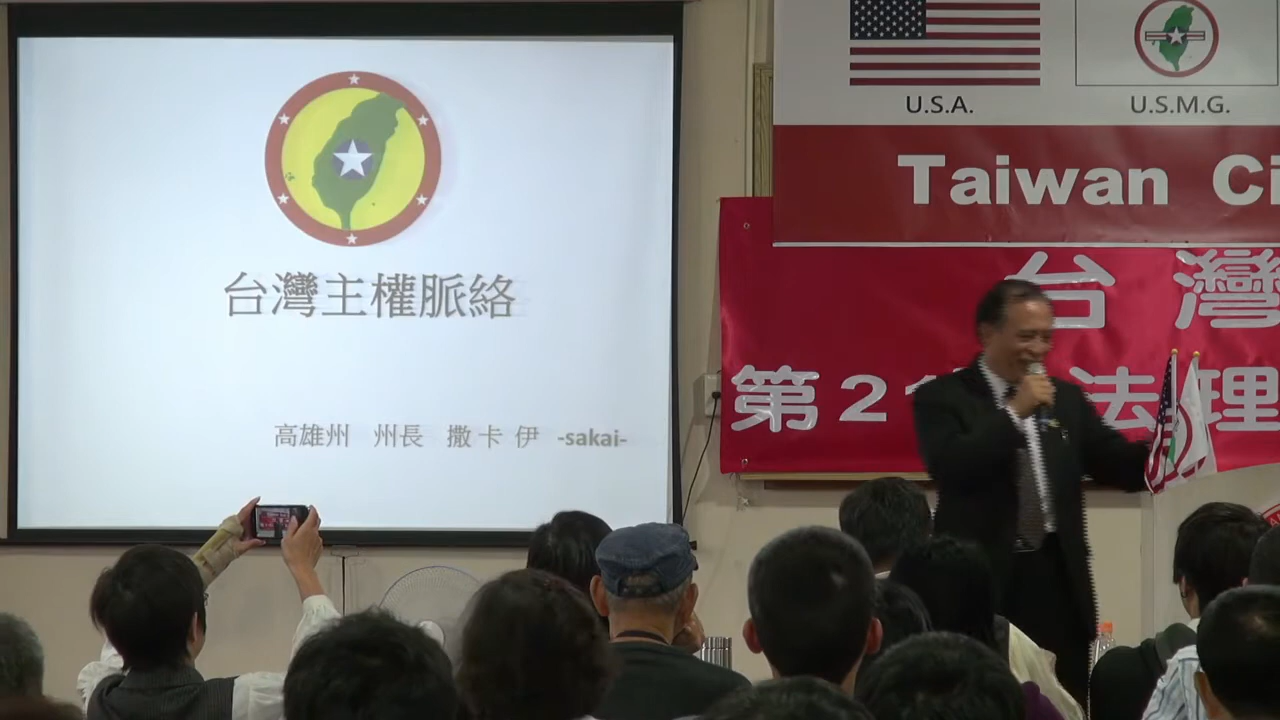 台灣主權脈絡
高雄州 州長 撒卡伊 -sakai-
U.S.A. U.S.M.G.
Taiwan Ci
台灣
第21 法理